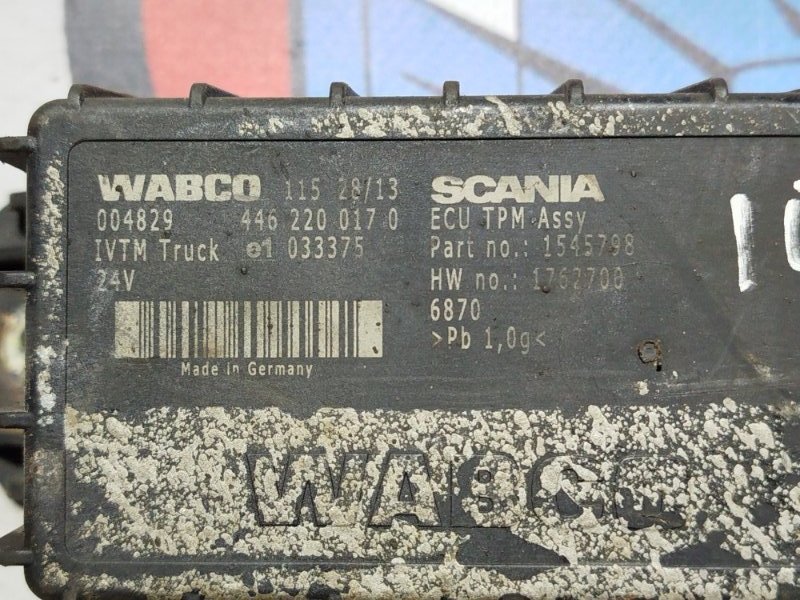 WABCO 115 28/13
004829 446 220 017 0
IVTM Truck e1 033375
24V
Made in Germany
SCANIA
ECU TPM Assy
Part no.: 1545798
HW no.: 1762700
6870
>Pb 1,0g<
WABCO